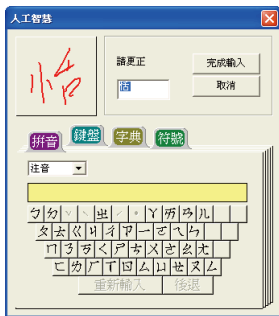 人工智慧
請更正
完成輸入
取消
拼音 鍵盤 字典 符號
注音
ㄅ ㄉ ˇ ˋ ㄓ ˊ ˙ ㄚ ㄞ ㄢ ㄦ
ㄆ ㄊ ㄍ ㄐ ㄔ ㄗ ㄧ ㄛ ㄟ ㄣ
ㄇ ㄋ ㄎ ㄑ ㄕ ㄘ ㄨ ㄜ ㄠ ㄤ
ㄈ ㄌ ㄏ ㄒ ㄖ ㄙ ㄩ ㄝ ㄡ ㄥ
重新輸入 後退